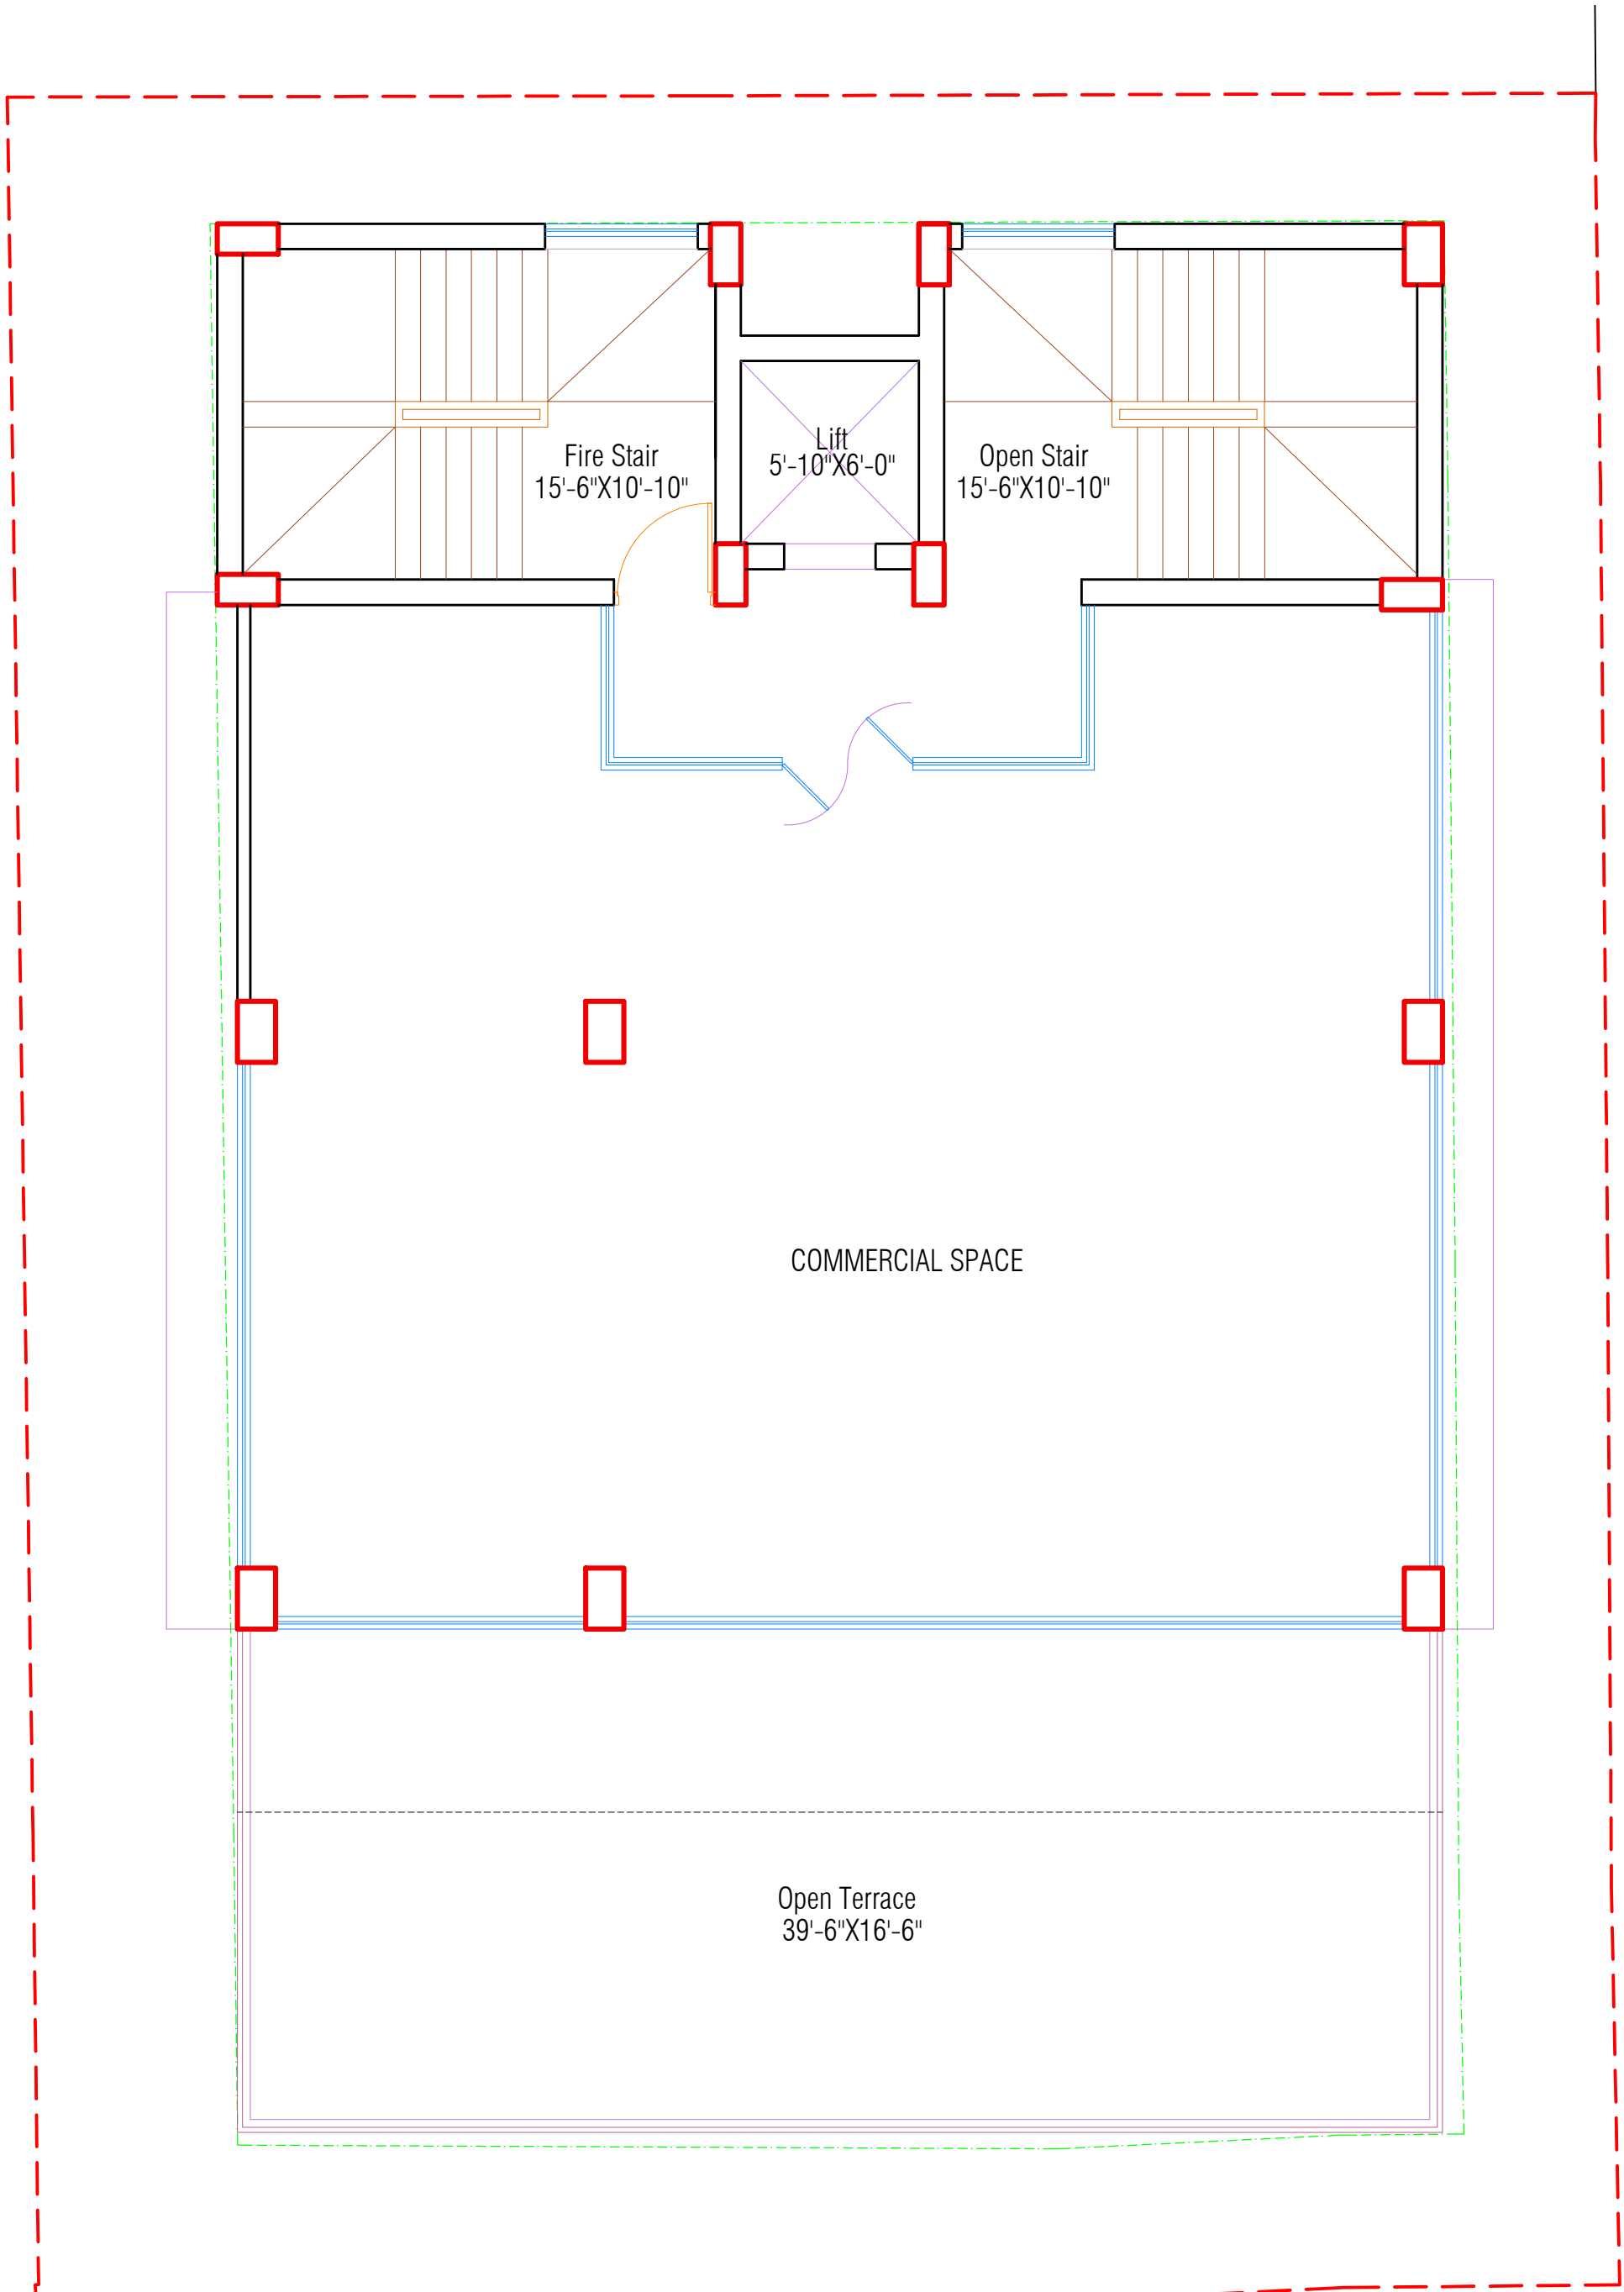 Fire Stair
15'-6"X10'-10"
Lift
5'-10"X6'-0"
Open Stair
15'-6"X10'-10"
COMMERCIAL SPACE
Open Terrace
39'-6"X16'-6"